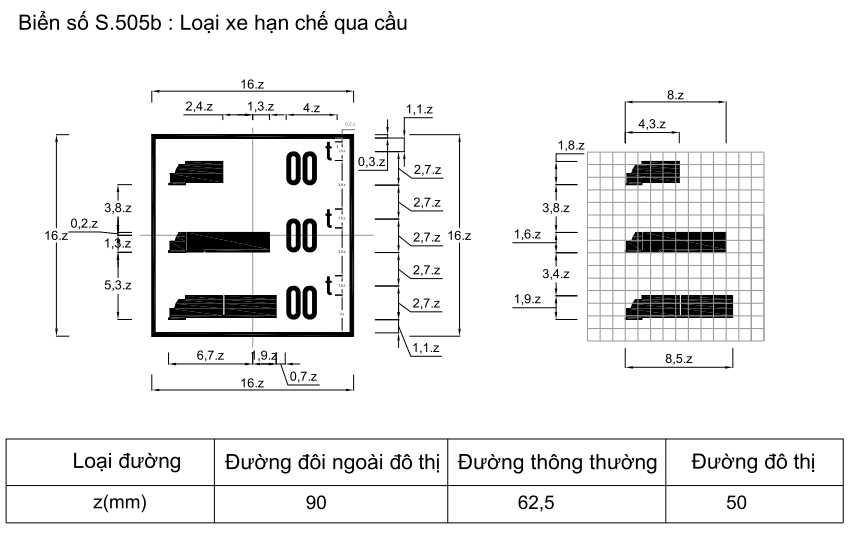 Biển số S.505b : Loại xe hạn chế qua cầu
16.z
2,4.z 1,3.z 4.z
1,1.z
0,2.z
0,3.z
00 t
2,7.z
3,8.z
2,7.z
0,2.z
16.z
1,3.z
00 t
2,7.z
16.z
5,3.z
2,7.z
00 t
2,7.z
1,1.z
6,7.z 1,9.z
0,7.z
16.z
8.z
4,3.z
1,8.z
3,8.z
1,6.z
3,4.z
1,9.z
8,5.z
Loại đường Đường đôi ngoài đô thị Đường thông thường Đường đô thị
z(mm) 90 62,5 50